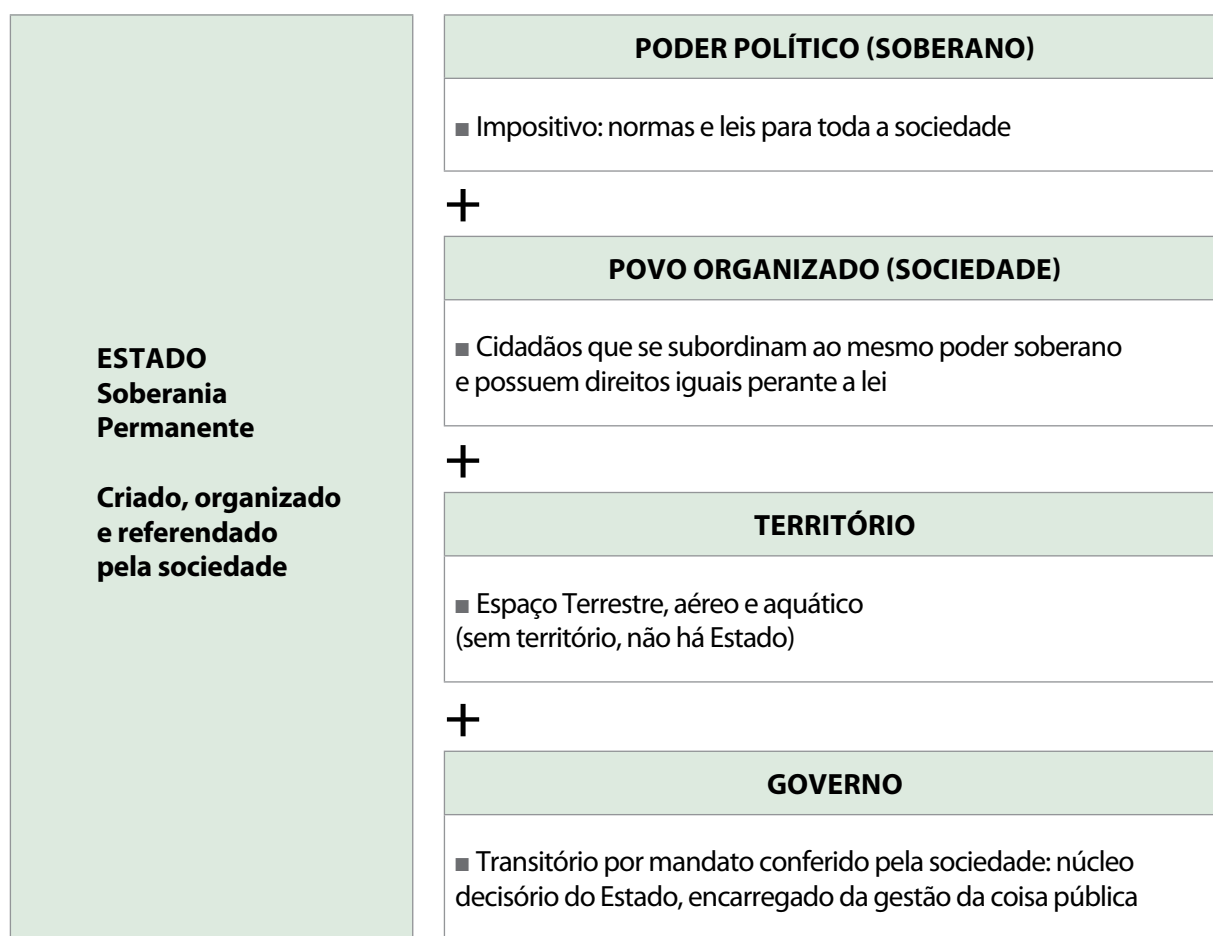 ESTADO
Soberania
Permanente
Criado, organizado
e referendado
pela sociedade
PODER POLÍTICO (SOBERANO)
■ Impositivo: normas e leis para toda a sociedade
+
POVO ORGANIZADO (SOCIEDADE)
■ Cidadãos que se subordinam ao mesmo poder soberano
e possuem direitos iguais perante a lei
+
TERRITÓRIO
■ Espaço Terrestre, aéreo e aquático
(sem território, não há Estado)
+
GOVERNO
■ Transitório por mandato conferido pela sociedade: núcleo
decisório do Estado, encarregado da gestão da coisa pública